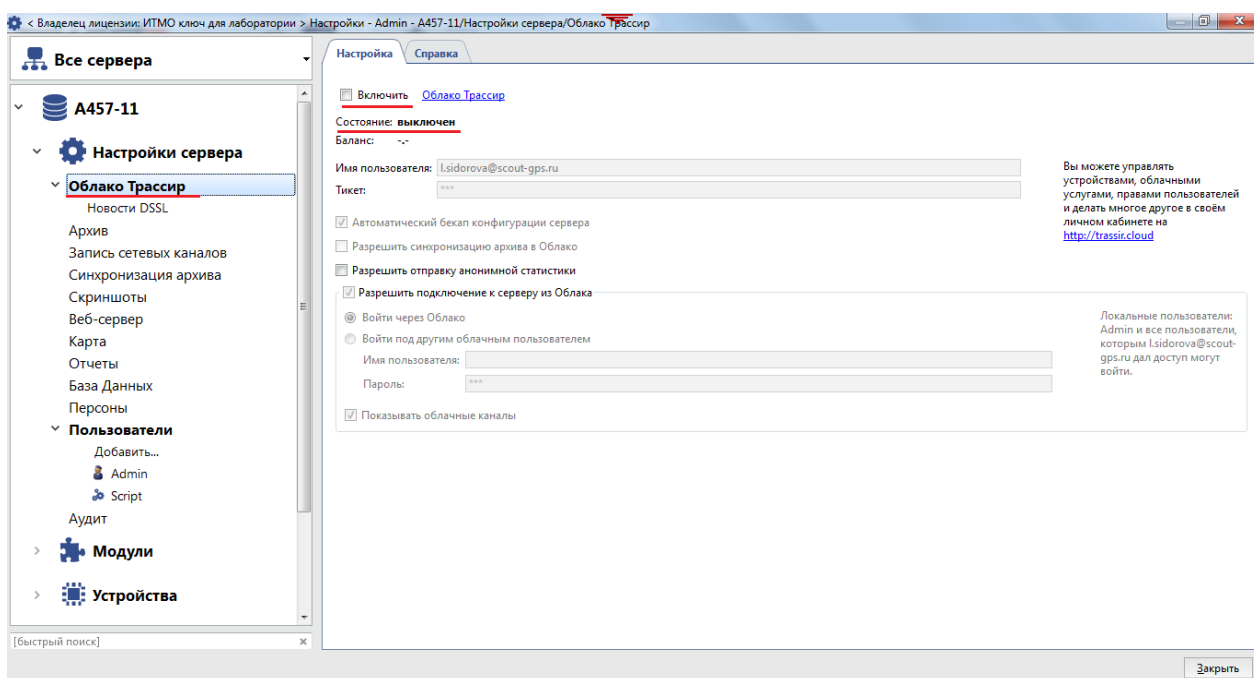 < Владелец лицензии: ИТМО ключ для лаборатории > Настройки - Admin - A457-11/Настройки сервера/Облако Трассир
Все сервера
A457-11
Настройки сервера
Облако Трассир
Новости DSSL
Архив
Запись сетевых каналов
Синхронизация архива
Скриншоты
Веб-сервер
Карта
Отчеты
База Данных
Персоны
Пользователи
Добавить...
Admin
Script
Аудит
Модули
Устройства
[быстрый поиск]
Настройка Справка
Включить Облако Трассир
Состояние: выключен
Баланс: -.-
Имя пользователя: l.sidorova@scout-gps.ru
Тикет: ***
Автоматический бекап конфигурации сервера
Разрешить синхронизацию архива в Облако
Разрешить отправку анонимной статистики
Разрешить подключение к серверу из Облака
Войти через Облако
Войти под другим облачным пользователем
Имя пользователя:
Пароль: ***
Показывать облачные каналы
Вы можете управлять
устройствами, облачными
услугами, правами пользователей
и делать многое другое в своём
личном кабинете на
http://trassir.cloud
Локальные пользователи:
Admin и все пользователи,
которым l.sidorova@scout-
gps.ru дал доступ могут
войти.
Закрыть